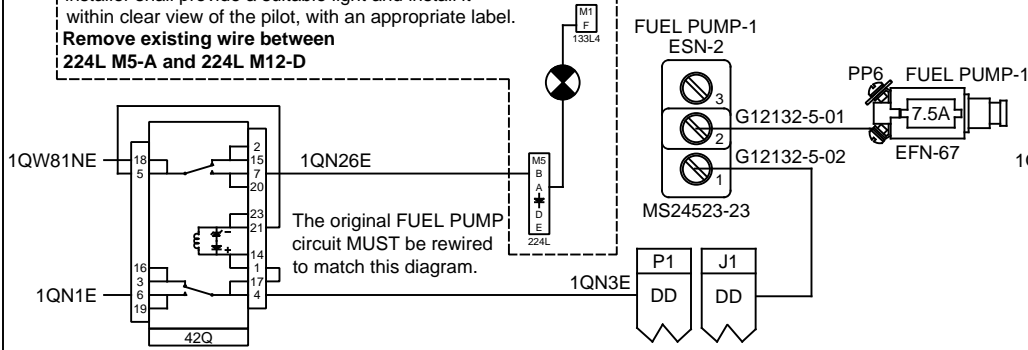 installer shall provide a suitable light and install it
within clear view of the pilot, with an appropriate label.
Remove existing wire between
224L M5-A and 224L M12-D
M1
F
133L4
FUEL PUMP-1
ESN-2
3
2
1
MS24523-23
G12132-5-01
G12132-5-02
PP6
FUEL PUMP-1
7.5A
EFN-67
1QW81NE
18
5
2
15
7
20
1QN26E
M5
B
A
D
E
224L
23
21
14
1
The original FUEL PUMP
circuit MUST be rewired
to match this diagram.
1QN1E
16
3
6
19
17
4
42Q
1QN3E
P1
DD
J1
DD